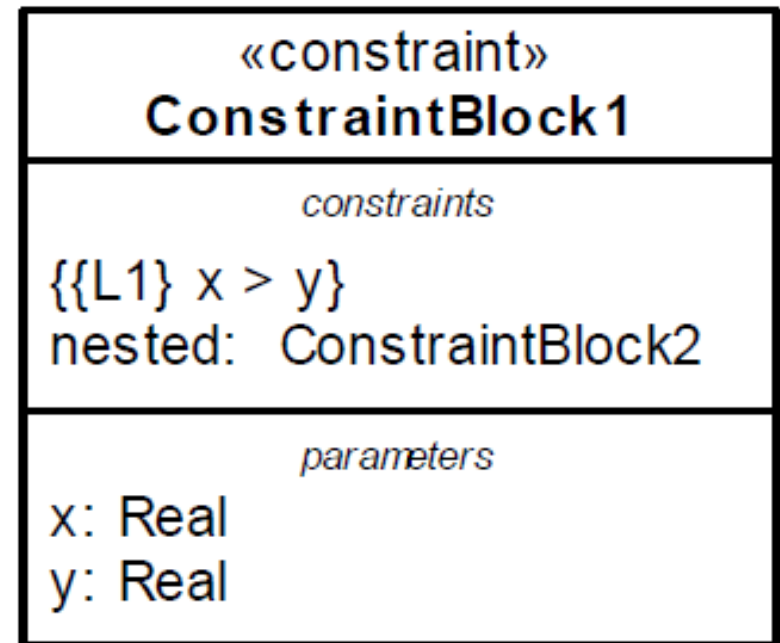 «constraint»
ConstraintBlock1
constraints
{{L1} x > y}
nested: ConstraintBlock2
parameters
x: Real
y: Real